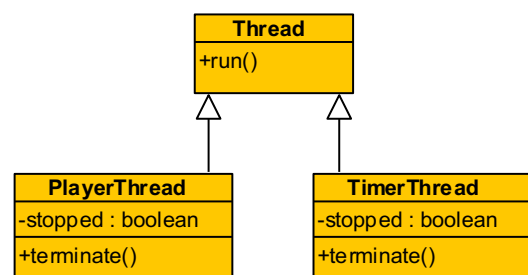 Thread
+run()
PlayerThread
-stopped : boolean
+terminate()
TimerThread
-stopped : boolean
+terminate()